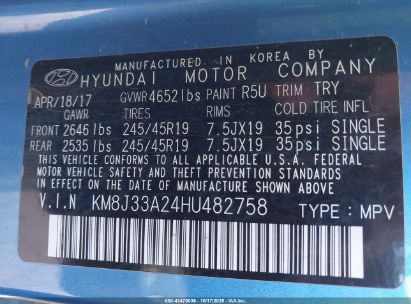 MANUFACTURED IN KOREA BY
HYUNDAI MOTOR COMPANY
APR/18/17 GVWR 4652lbs PAINT R5U TRIM TRY
GAWR TIRES RIMS COLD TIRE INFL
FRONT 2646lbs 245/45R19 7.5JX19 35psi SINGLE
REAR 2535lbs 245/45R19 7.5JX19 35psi SINGLE
THIS VEHICLE CONFORMS TO ALL APPLICABLE U.S.A. FEDERAL
MOTOR VEHICLE SAFETY AND THEFT PREVENTION STANDARDS
IN EFFECT ON THE DATE OF MANUFACTURE SHOWN ABOVE.
V.I.N KM8J33A24HU482758 TYPE : MPV